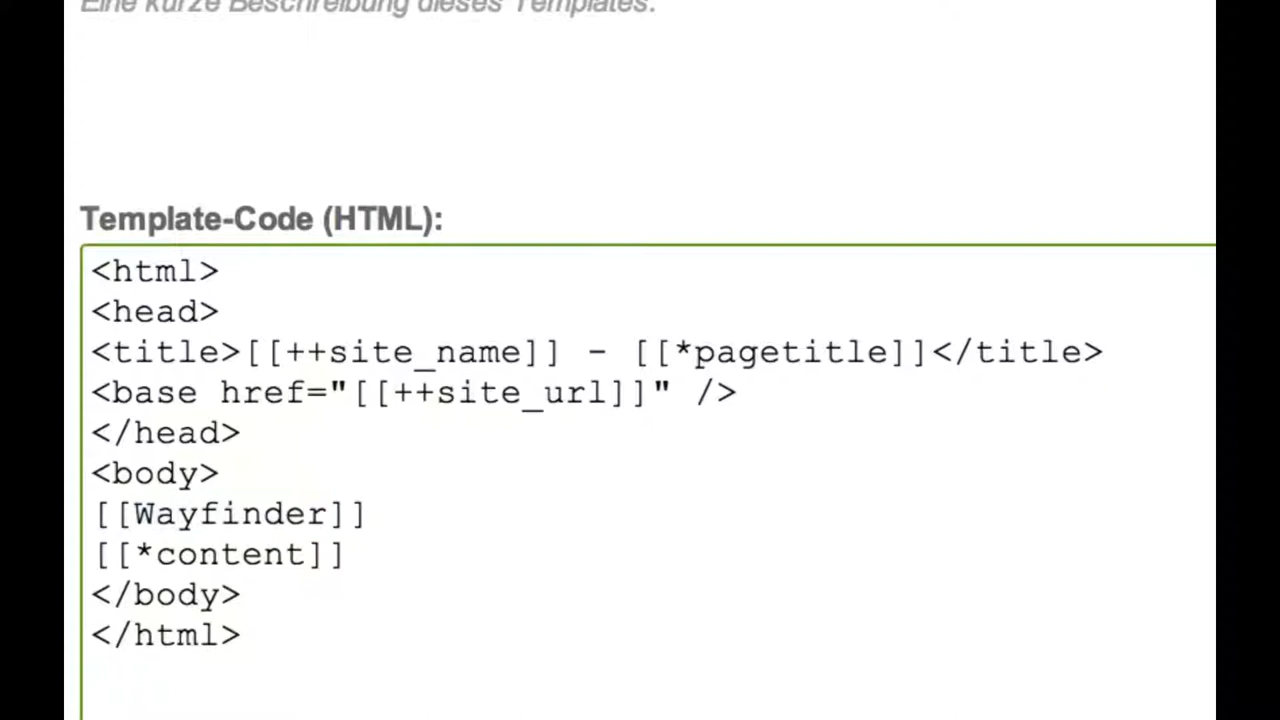 Eine kurze Beschreibung dieses Templates.
Template-Code (HTML):
<html>
<head>
<title>[[++site_name]] - [[*pagetitle]]</title>
<base href="[[++site_url]]" />
</head>
<body>
[[Wayfinder]]
[[*content]]
</body>
</html>